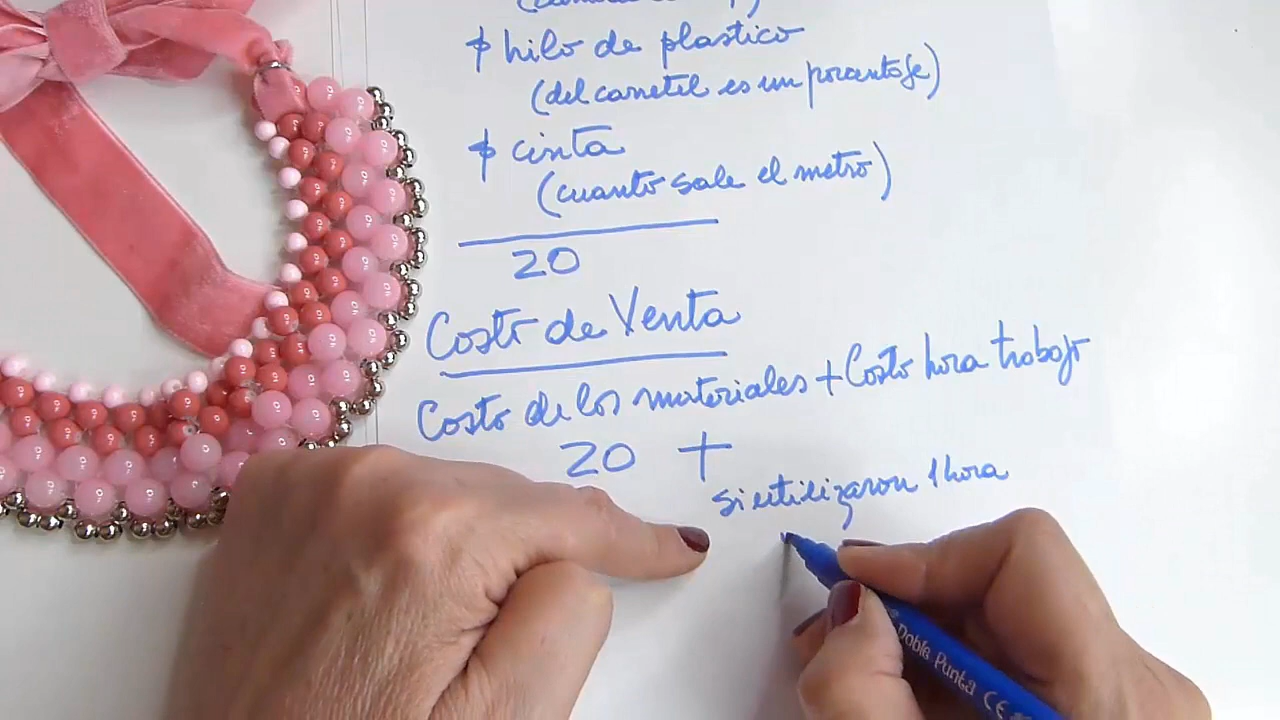 $ hilo de plastico
(del carretel es un porcentaje)
$ cinta
(cuanto sale el metro)
20
Costo de Venta
Costo de los materiales + Costo hora trabajo
20 +
si utilizaron 1 hora
Doble Punta CE